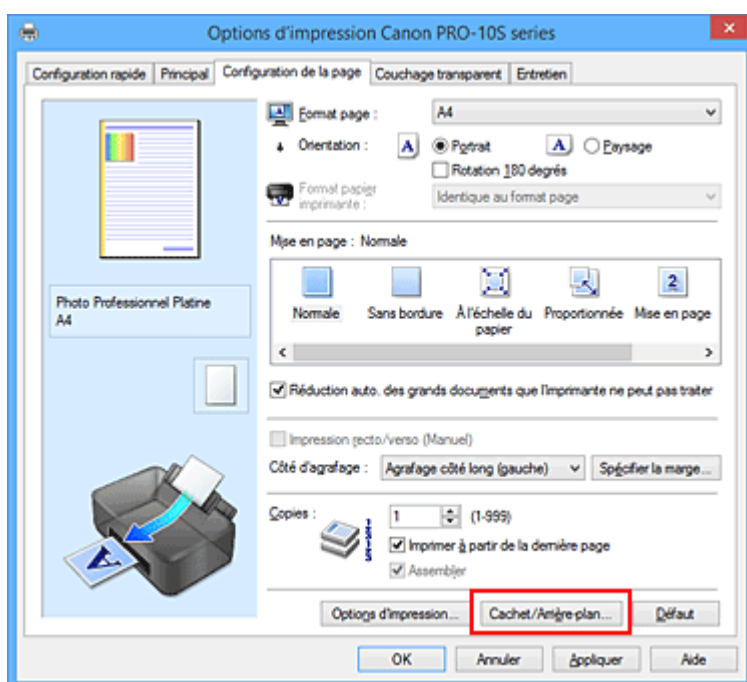 Options d'impression Canon PRO-10S series
Configuration rapide Principal Configuration de la page Couchage transparent Entretien
Format page : A4
Orientation : A Portrait A Paysage
Rotation 180 degrés
Format papier imprimante : Identique au format page
Mise en page : Normale
2
Normale Sans bordure À l'échelle du papier Proportionnée Mise en page
Photo Professionnel Platine
A4
Réduction auto. des grands documents que l'imprimante ne peut pas traiter
Impression recto/verso (Manuel)
Côté d'agrafage : Agrafage côté long (gauche) Spécifier la marge...
Copies : 1 (1-999)
Imprimer à partir de la dernière page
Assembler
A
Options d'impression... Cachet/Arrière-plan... Défaut
OK Annuler Appliquer Aide